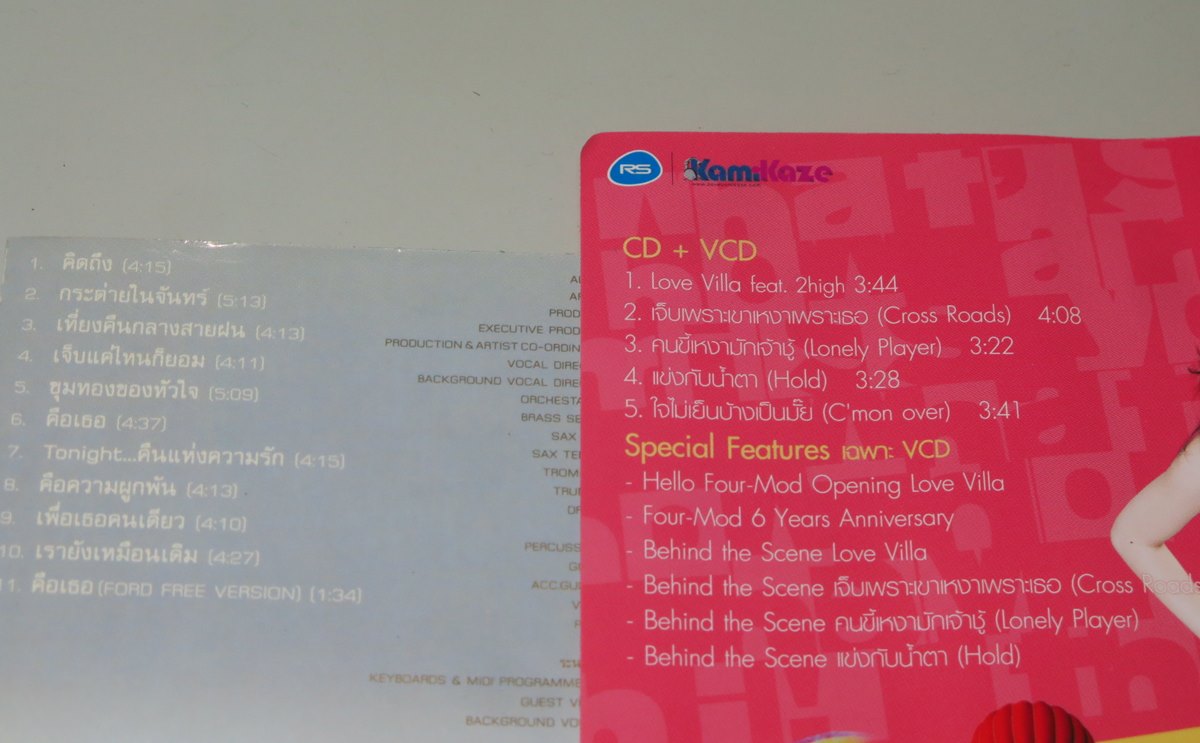 1. คิดถึง (4:15)
2. กระต่ายในจันทร์ (5:13)
3. เที่ยงคืนกลางสายฝน (4:13)
4. เจ็บแค่ไหนก็ยอม (4:11)
5. ขุมทองของหัวใจ (5:09)
6. คือเธอ (4:37)
7. Tonight...คืนแห่งความรัก (4:15)
8. คือความผูกพัน (4:13)
9. เพื่อเธอคนเดียว (4:10)
10. เรายังเหมือนเดิม (4:27)
11. คือเธอ (FORD FREE VERSION) (1:34)
EXECUTIVE
PRODUCTION & ARTIST
VOCAL
BACKGROUND VOCAL
BRASS
SAX
SAX
KEYBOARDS & MIDI
GUEST
BACKGROUND
RS
KamiKaze
CD + VCD
1. Love Villa feat. 2high 3:44
2. เจ็บเพราะเขาเหงาเพราะเธอ (Cross Roads) 4:08
3. คนขี้เหงามักเจ้าชู้ (Lonely Player) 3:22
4. แข่งกับน้ำตา (Hold) 3:28
5. ใจไม่เย็นบ้างเป็นมั๊ย (C'mon over) 3:41
Special Features เฉพาะ VCD
- Hello Four-Mod Opening Love Villa
- Four-Mod 6 Years Anniversary
- Behind the Scene Love Villa
- Behind the Scene เจ็บเพราะเขาเหงาเพราะเธอ (Cross Roads
- Behind the Scene คนขี้เหงามักเจ้าชู้ (Lonely Player)
- Behind the Scene แข่งกับน้ำตา (Hold)